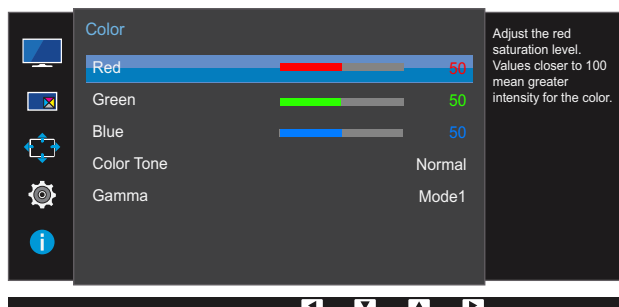 Color
Red 50
Green 50
Blue 50
Color Tone Normal
Gamma Mode1
Adjust the red
saturation level.
Values closer to 100
mean greater
intensity for the color.